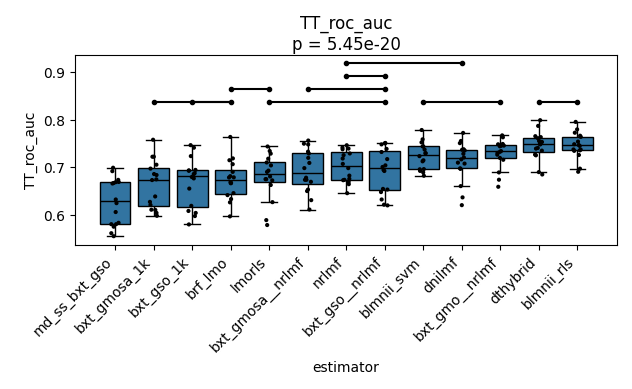 TT_roc_auc
p = 5.45e-20
TT_roc_auc
0.9
0.8
0.7
0.6
md_ss_bxt_gso
bxt_gmosa_1k
bxt_gso_1k
brf_lmo
lmorls
bxt_gmosa__nrlmf
nrlmf
bxt_gso__nrlmf
blmnii_svm
dnilmf
bxt_gmo__nrlmf
dthybrid
blmnii_rls
estimator